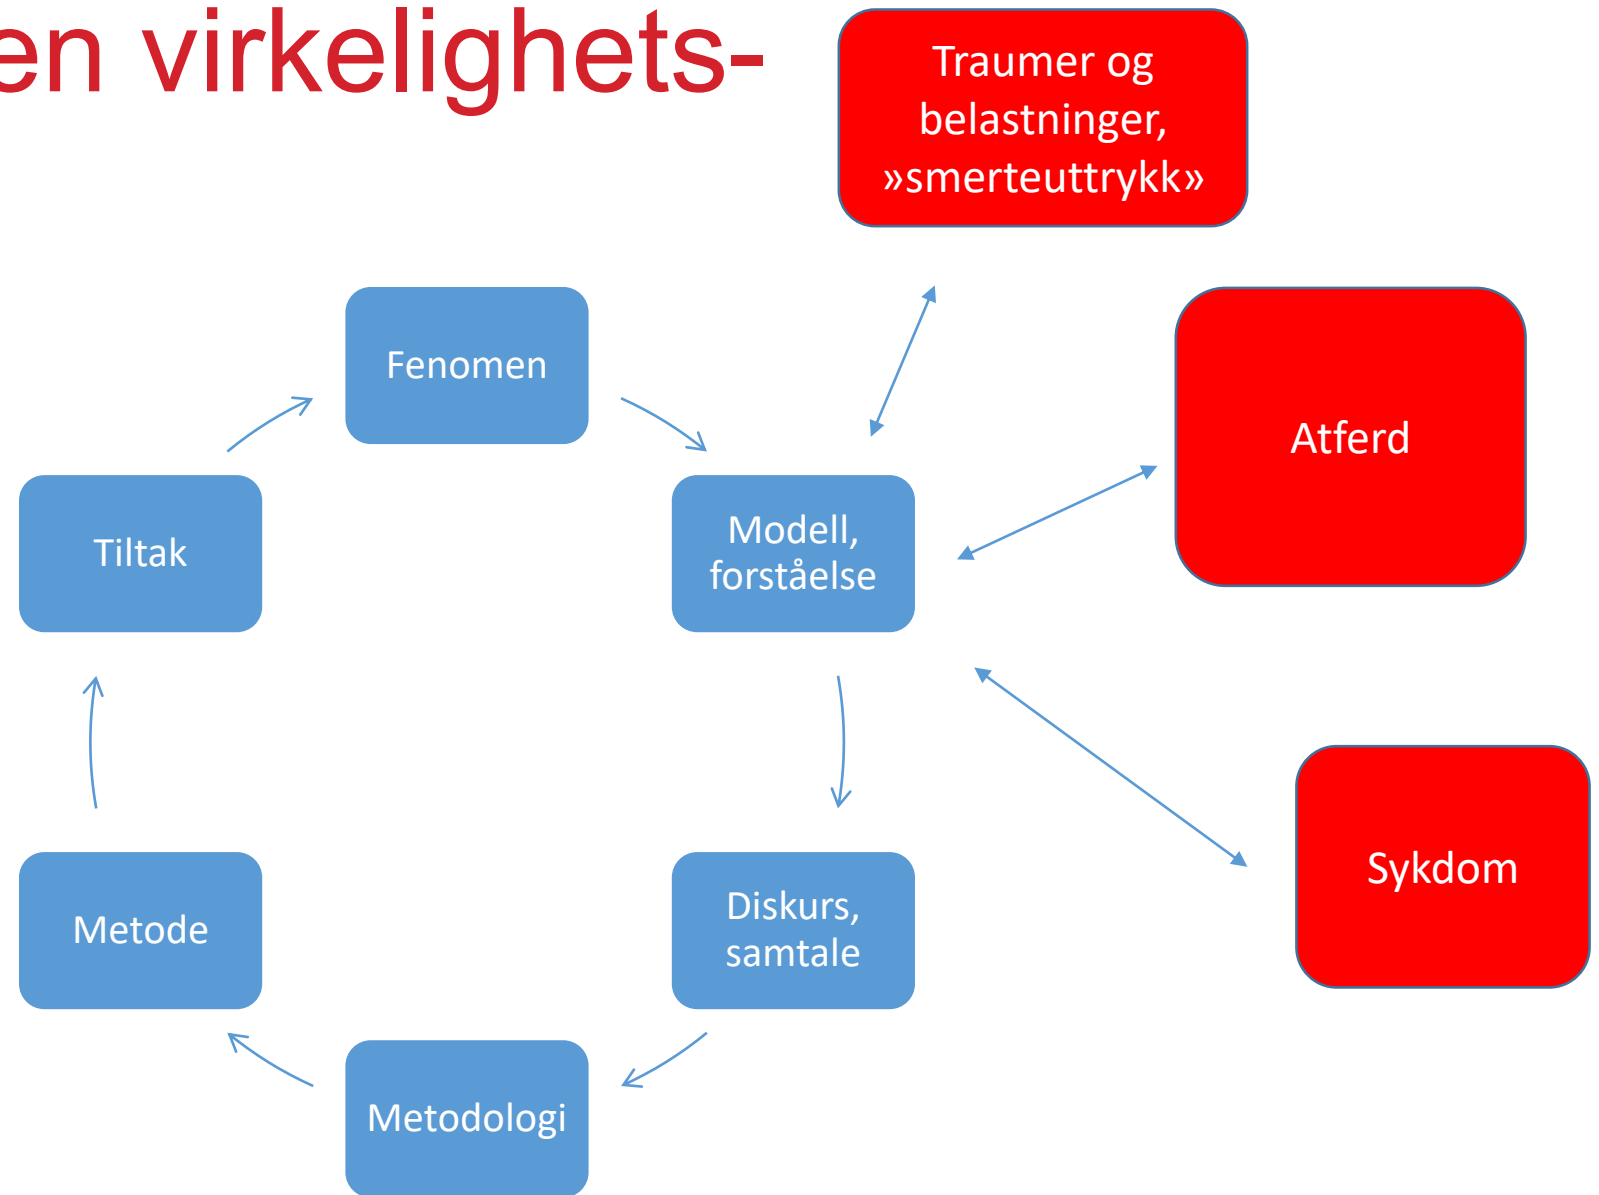 en virkelighets-
Traumer og
belastninger,
»smerteuttrykk»
Fenomen
Atferd
Tiltak
Modell,
forståelse
Metode
Diskurs,
samtale
Sykdom
Metodologi